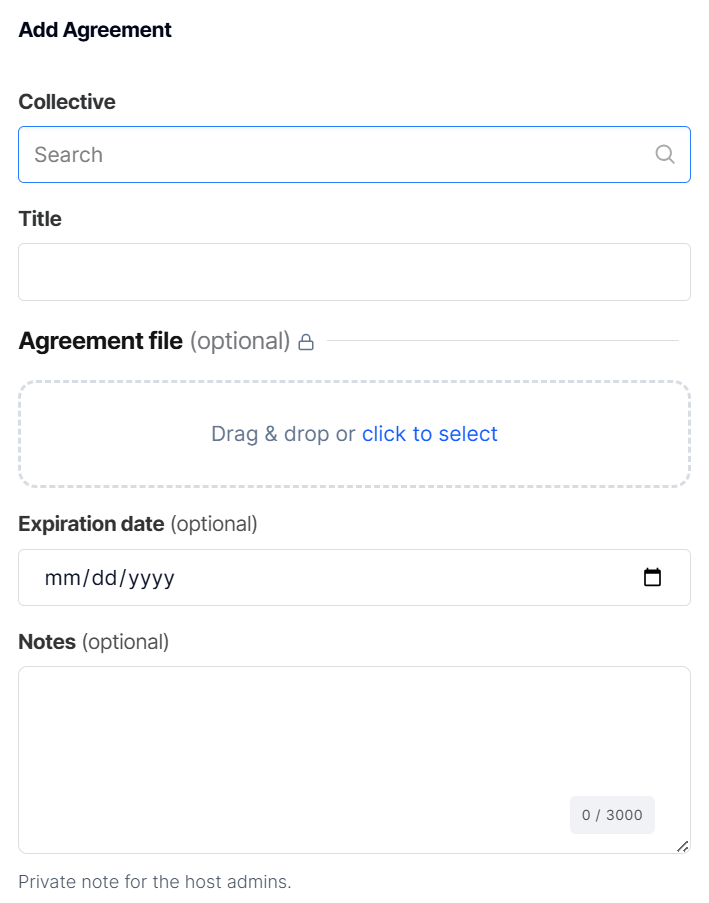 Add Agreement
Collective
Search
Title
Agreement file (optional)
Drag & drop or click to select
Expiration date (optional)
mm/dd/yyyy
Notes (optional)
0 / 3000
Private note for the host admins.